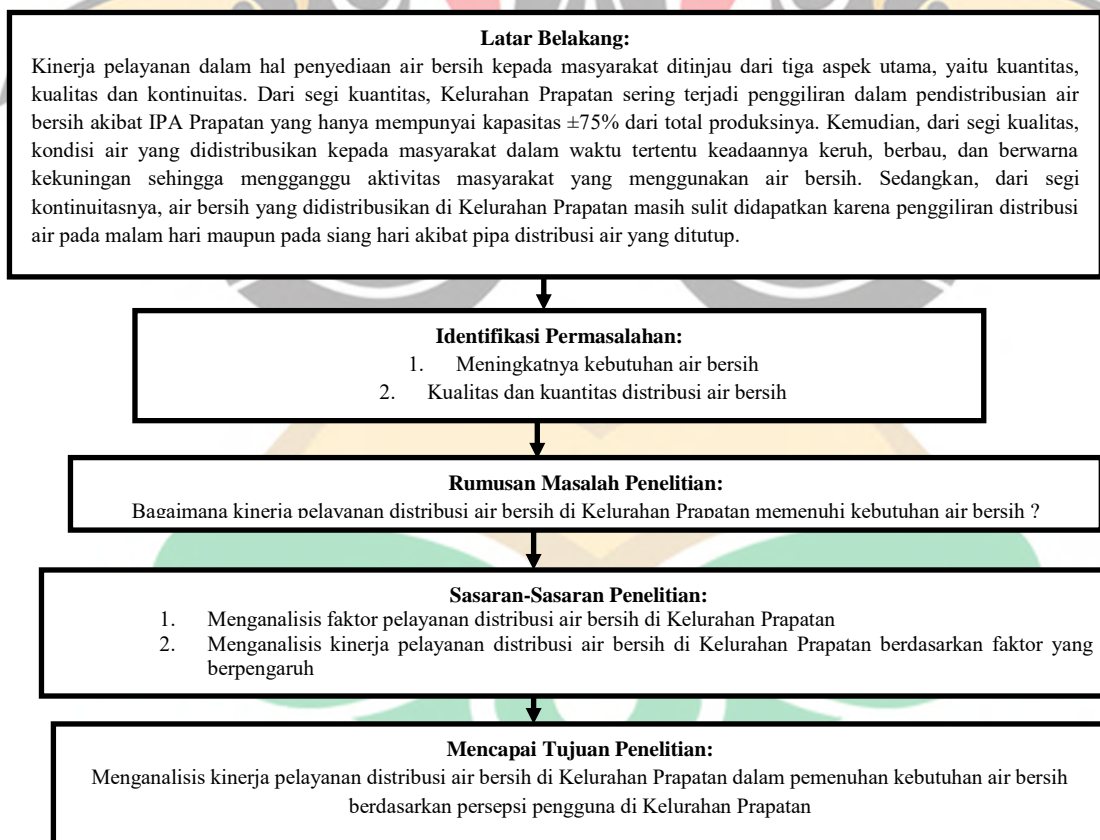 Latar Belakang:
Kinerja pelayanan dalam hal penyediaan air bersih kepada masyarakat ditinjau dari tiga aspek utama, yaitu kuantitas,
kualitas dan kontinuitas. Dari segi kuantitas, Kelurahan Prapatan sering terjadi penggiliran dalam pendistribusian air
bersih akibat IPA Prapatan yang hanya mempunyai kapasitas ±75% dari total produksinya. Kemudian, dari segi kualitas,
kondisi air yang didistribusikan kepada masyarakat dalam waktu tertentu keadaannya keruh, berbau, dan berwarna
kekuningan sehingga mengganggu aktivitas masyarakat yang menggunakan air bersih. Sedangkan, dari segi
kontinuitasnya, air bersih yang didistribusikan di Kelurahan Prapatan masih sulit didapatkan karena penggiliran distribusi
air pada malam hari maupun pada siang hari akibat pipa distribusi air yang ditutup.
Identifikasi Permasalahan:
1. Meningkatnya kebutuhan air bersih
2. Kualitas dan kuantitas distribusi air bersih
Rumusan Masalah Penelitian:
Bagaimana kinerja pelayanan distribusi air bersih di Kelurahan Prapatan memenuhi kebutuhan air bersih ?
Sasaran-Sasaran Penelitian:
1. Menganalisis faktor pelayanan distribusi air bersih di Kelurahan Prapatan
2. Menganalisis kinerja pelayanan distribusi air bersih di Kelurahan Prapatan berdasarkan faktor yang
berpengaruh
Mencapai Tujuan Penelitian:
Menganalisis kinerja pelayanan distribusi air bersih di Kelurahan Prapatan dalam pemenuhan kebutuhan air bersih
berdasarkan persepsi pengguna di Kelurahan Prapatan